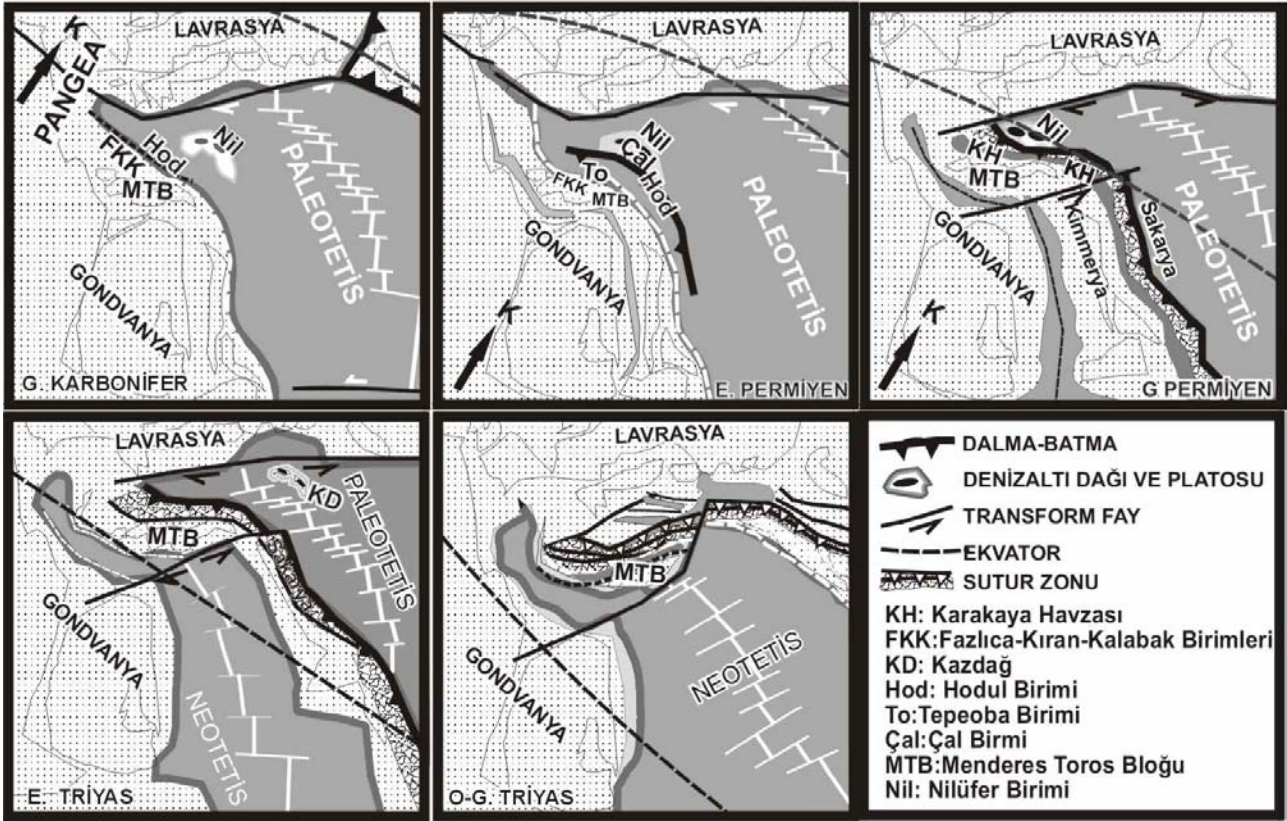 LAVRASYA
K
PANGEA
Nil
Hod
FKK
MTB
PALEOTETİS
GONDVANYA
G. KARBONİFER
LAVRASYA
Nil
Çal
To
Hod
FKK
MTB
GONDVANYA
PALEOTETİS
K
E. PERMİYEN
LAVRASYA
Nil
KH
KH
MTB
GONDVANYA
Kimmerya
Sakarya
PALEOTETİS
K
G PERMİYEN
LAVRASYA
KD
PALEOTETİS
MTB
Sakarya
GONDVANYA
NEOTETİS
E. TRİYAS
LAVRASYA
MTB
GONDVANYA
NEOTETİS
O-G. TRİYAS
DALMA-BATMA
DENİZALTI DAĞI VE PLATOSU
TRANSFORM FAY
EKVATOR
SUTUR ZONU
KH: Karakaya Havzası
FKK:Fazlıca-Kıran-Kalabak Birimleri
KD: Kazdağ
Hod: Hodul Birimi
To:Tepeoba Birimi
Çal:Çal Birmi
MTB:Menderes Toros Bloğu
Nil: Nilüfer Birimi